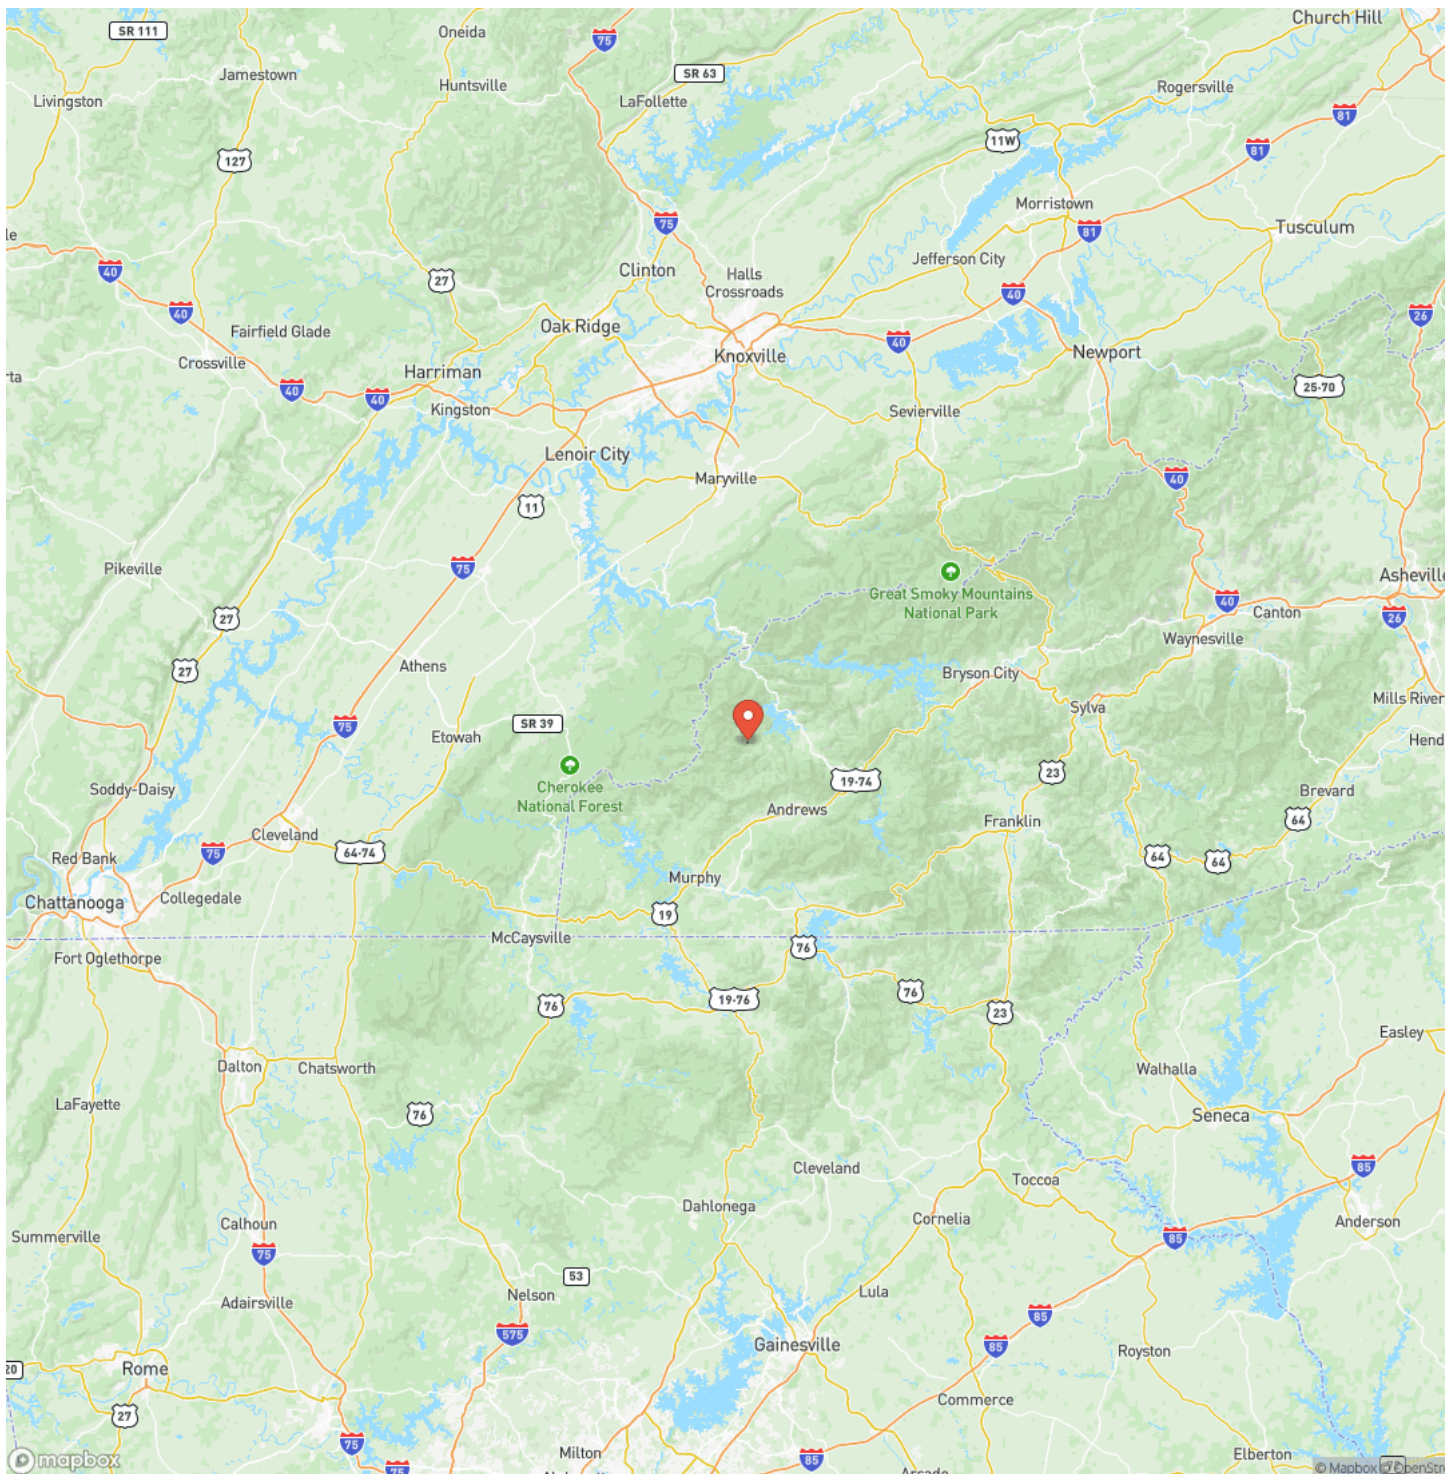 Church Hill
SR 111
Oneida
75
Jamestown
SR 63
Huntsville
Livingston
LaFollette
Rogersville
81
11W
81
127
Morristown
75
81
Tusculum
le
Jefferson City
Clinton
Halls
Crossroads
40
27
40
40
26
Fairfield Glade
Oak Ridge
40
Crossville
Knoxville
Newport
rta
Harriman
40
40
25-70
Kingston
Sevierville
Lenoir City
Maryville
40
11
Pikeville
75
Great Smoky Mountains
National Park
Asheville
40
Canton
26
27
Waynesville
Athens
27
Bryson City
Mills River
Sylva
SR 39
75
Etowah
Hend
Cherokee
National Forest
19-74
23
Soddy-Daisy
Andrews
Brevard
Franklin
64
Cleveland
64-74
75
Red Bank
64
64
Murphy
Chattanooga
Collegedale
19
McCaysville
76
Fort Oglethorpe
76
19-76
76
23
Easley
Dalton
Chatsworth
Walhalla
LaFayette
76
Seneca
Cleveland
85
Toccoa
Dahlonega
Cornelia
Anderson
Calhoun
Summerville
85
75
53
Nelson
Lula
Adairsville
85
575
Gainesville
85
Royston
20
Rome
Commerce
27
75
Milton
85
Elberton
75
mapbox
© Mapbox © OpenStr